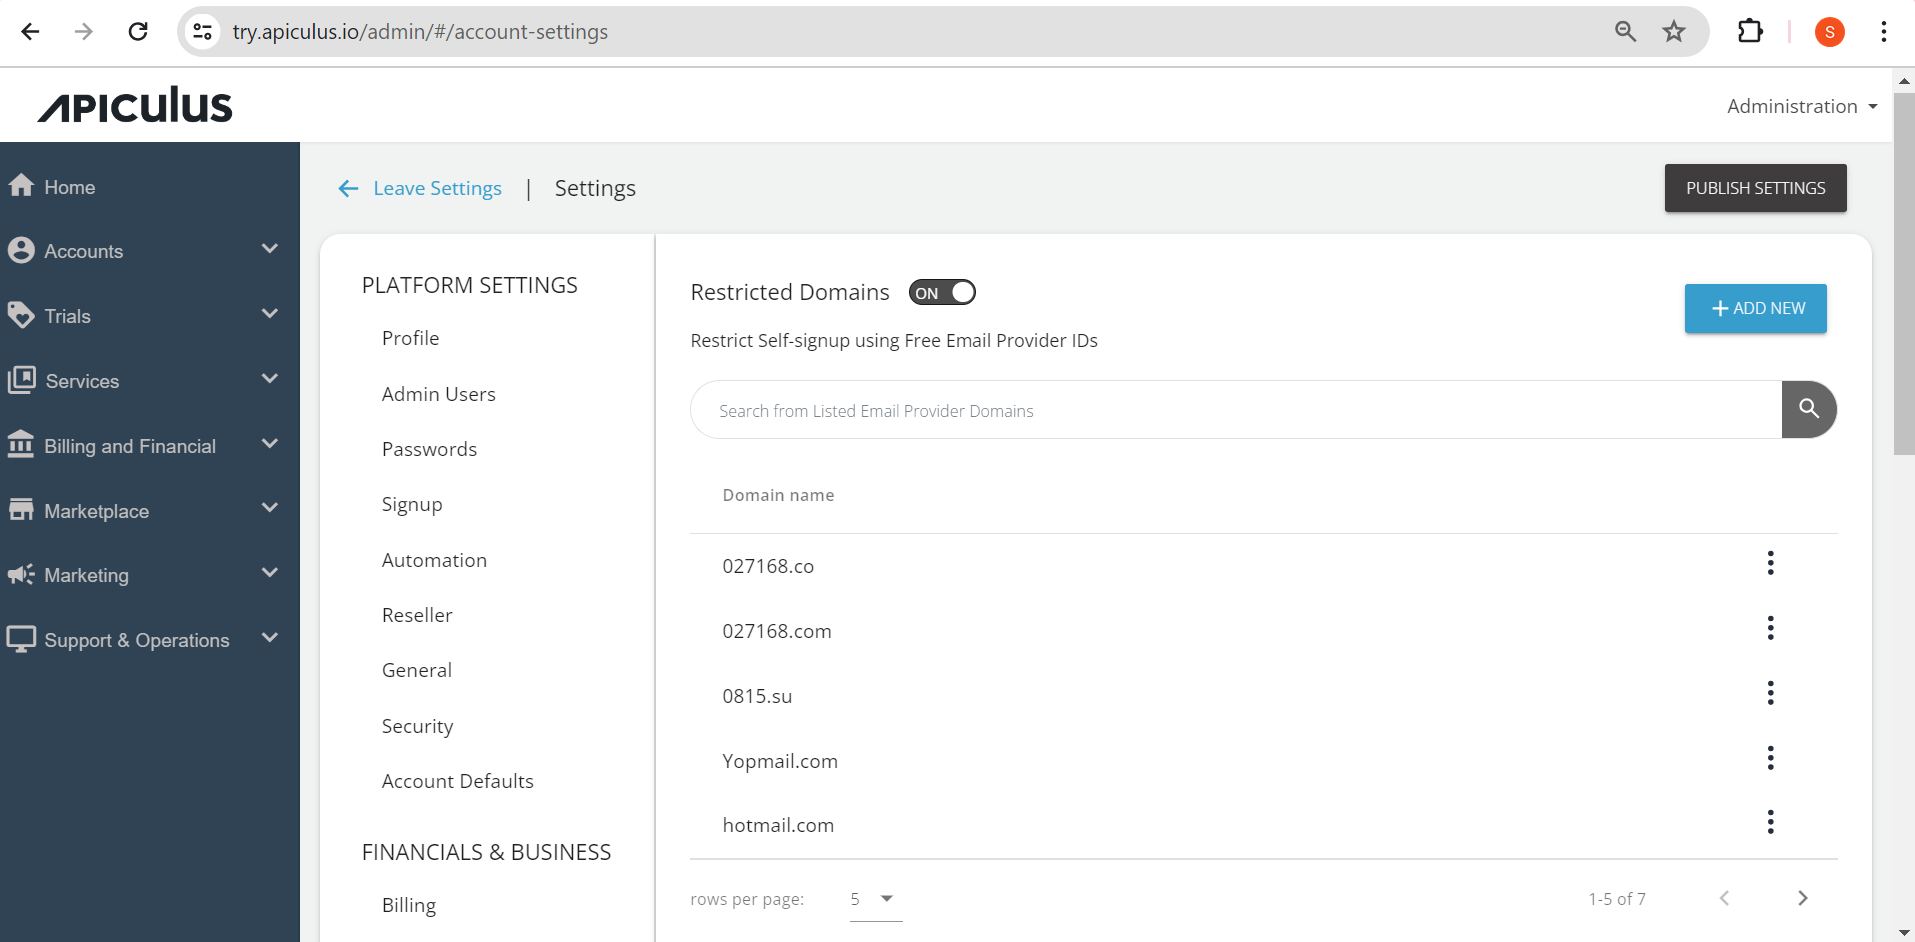 try.apiculus.io/admin/#/account-settings
S
APICULUS
Administration
Home
Accounts
Trials
Services
Billing and Financial
Marketplace
Marketing
Support & Operations
Leave Settings | Settings
PUBLISH SETTINGS
PLATFORM SETTINGS
Profile
Admin Users
Passwords
Signup
Automation
Reseller
General
Security
Account Defaults
FINANCIALS & BUSINESS
Billing
Restricted Domains ON
+ ADD NEW
Restrict Self-signup using Free Email Provider IDs
Search from Listed Email Provider Domains
Domain name
027168.co
027168.com
0815.su
Yopmail.com
hotmail.com
rows per page: 5
1-5 of 7